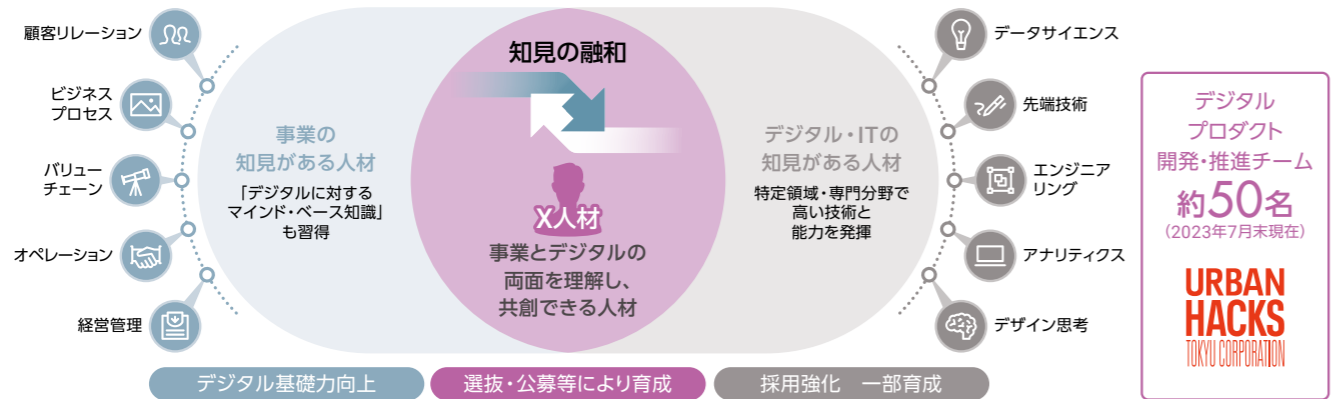 顧客リレーション
ビジネス
プロセス
バリュー
チェーン
オペレーション
経営管理
事業の
知見がある人材
「デジタルに対する
マインド・ベース知識」
も習得
知見の融和
X人材
事業とデジタルの
両面を理解し、
共創できる人材
デジタル・ITの
知見がある人材
特定領域・専門分野で
高い技術と
能力を発揮
データサイエンス
先端技術
エンジニア
リング
アナリティクス
デザイン思考
デジタル基礎力向上
選抜・公募等により育成
採用強化　一部育成
デジタル
プロダクト
開発・推進チーム
約50名
(2023年7月末現在)
URBAN
HACKS
TOKYU CORPORATION